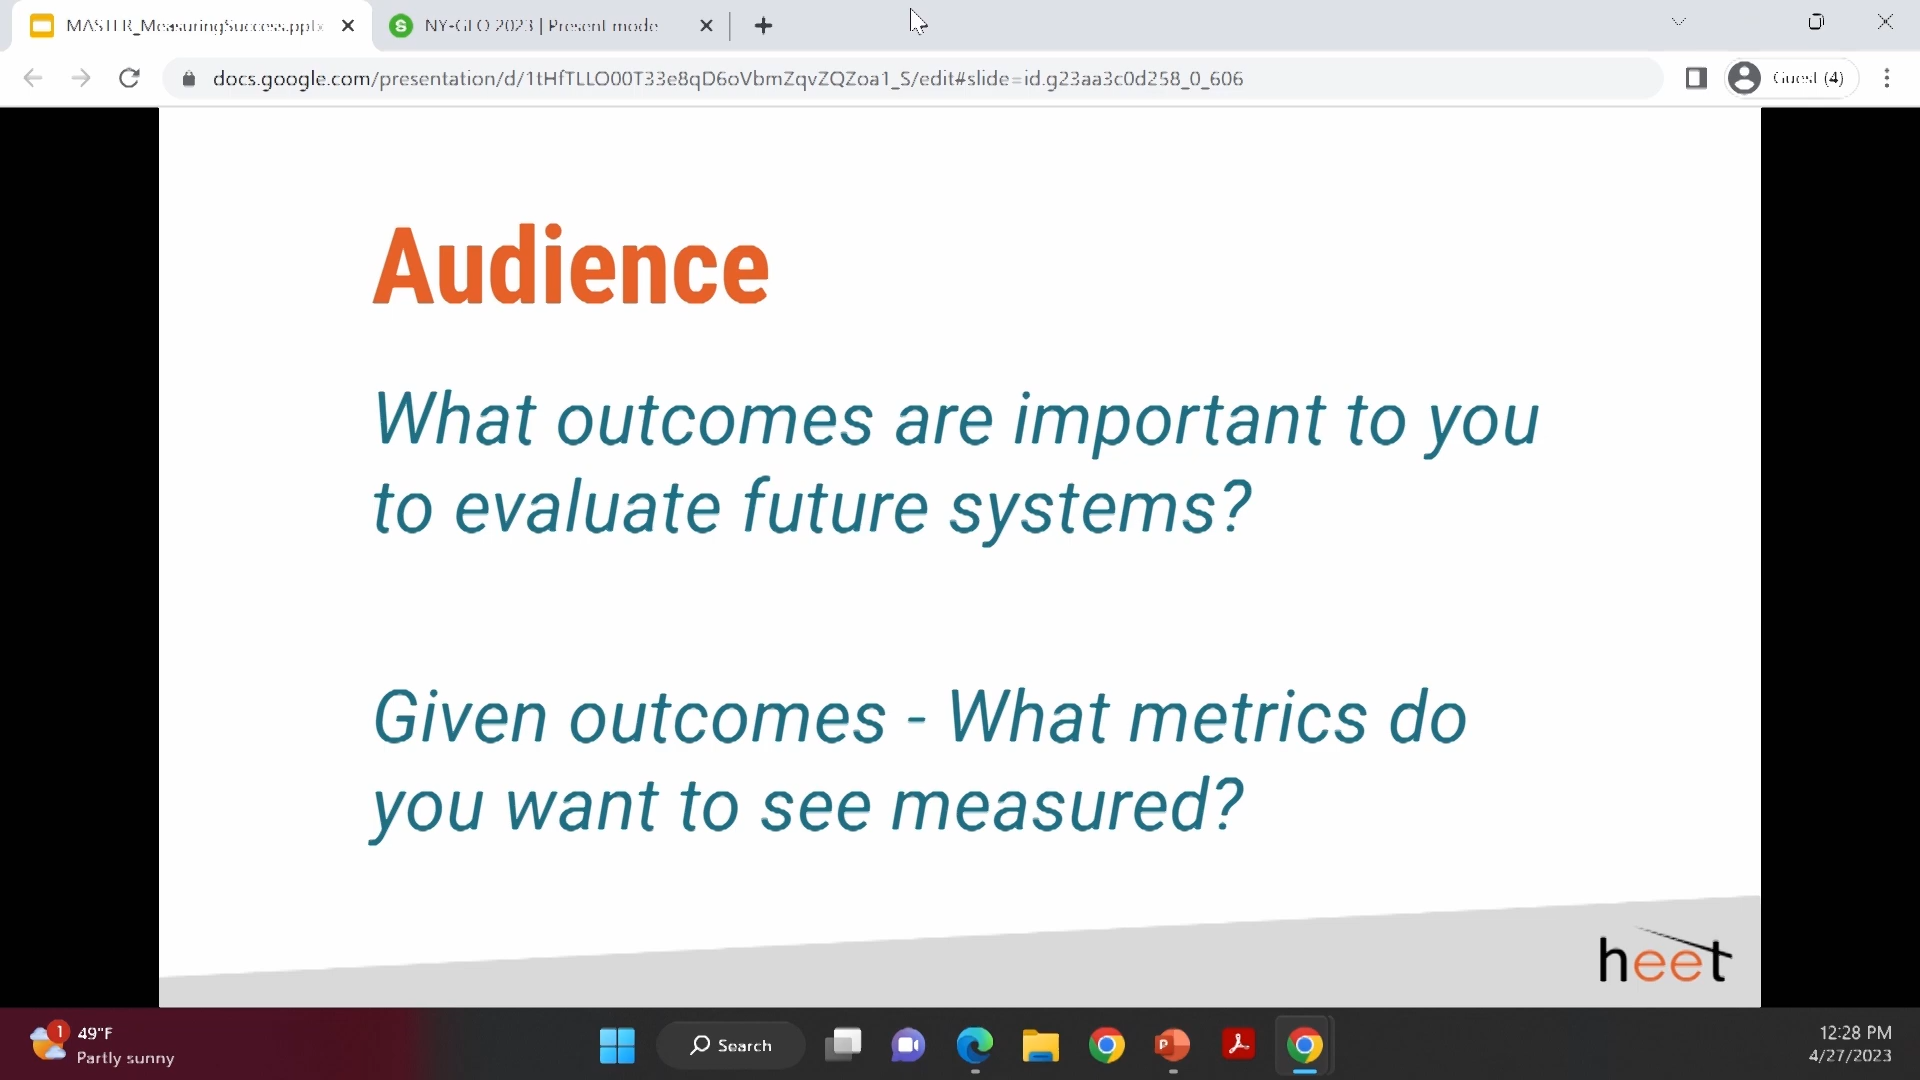 MASTER_MeasuringSuccess.pptx
NY-GEO 2023 | Present mode
docs.google.com/presentation/d/1tHfTLLO00T33e8qD6oVbmZqvZQZoa1_S/edit#slide=id.g23aa3c0d258_0_606
Guest (4)
Audience
What outcomes are important to you
to evaluate future systems?
Given outcomes - What metrics do
you want to see measured?
heet
1
49°F
Partly sunny
Search
12:28 PM
4/27/2023